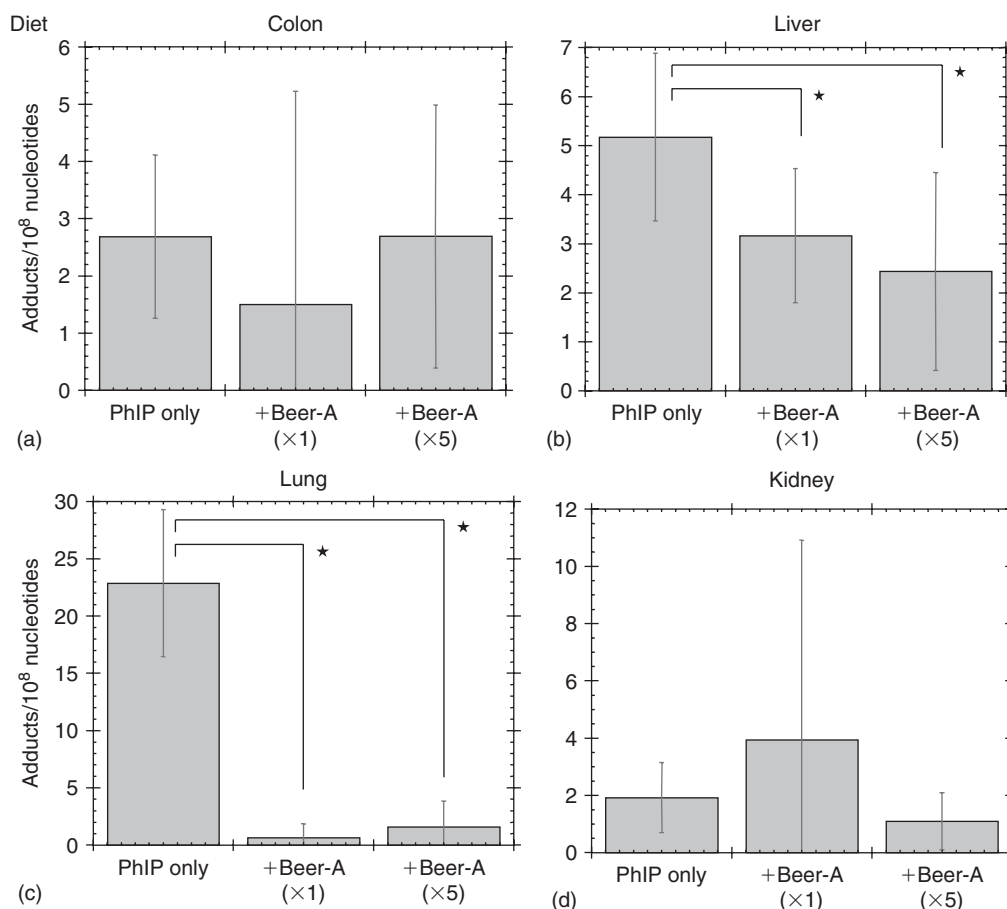 Diet
Colon
6
5
4
3
2
1
0
Adducts/10⁸ nucleotides
PhIP only
+Beer-A
(×1)
+Beer-A
(×5)
(a)
Liver
7
6
5
4
3
2
1
0
★
★
PhIP only
+Beer-A
(×1)
+Beer-A
(×5)
(b)
Lung
30
25
20
15
10
5
0
Adducts/10⁸ nucleotides
★
★
PhIP only
+Beer-A
(×1)
+Beer-A
(×5)
(c)
Kidney
12
10
8
6
4
2
0
PhIP only
+Beer-A
(×1)
+Beer-A
(×5)
(d)